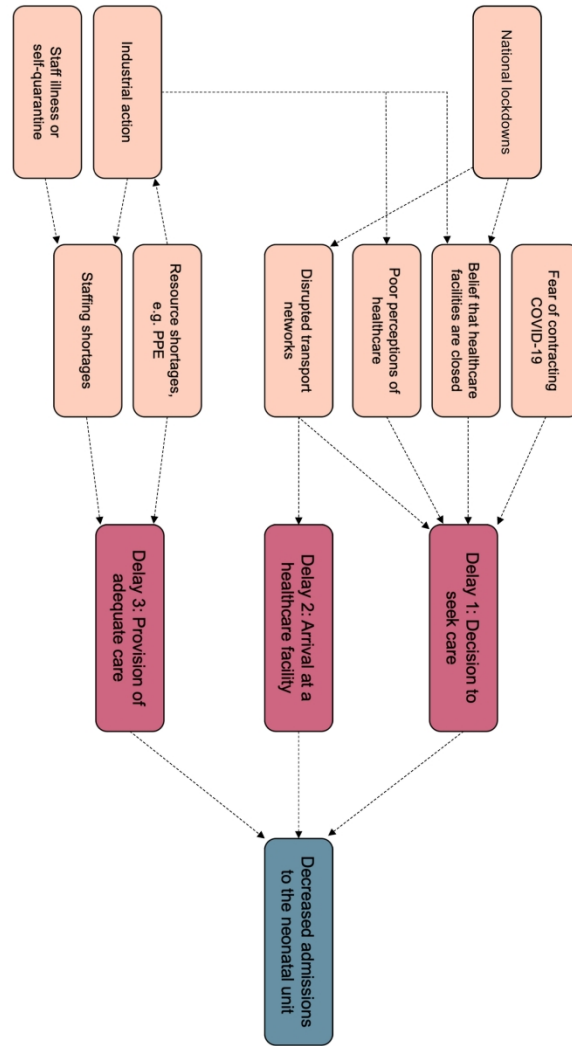 National lockdowns
Industrial action
Staff illness or
self-quarantine
Fear of contracting
COVID-19
Belief that healthcare
facilities are closed
Poor perceptions of
healthcare
Disrupted transport
networks
Resource shortages,
e.g. PPE
Staffing shortages
Delay 1: Decision to
seek care
Delay 2: Arrival at a
healthcare facility
Delay 3: Provision of
adequate care
Decreased admissions
to the neonatal unit